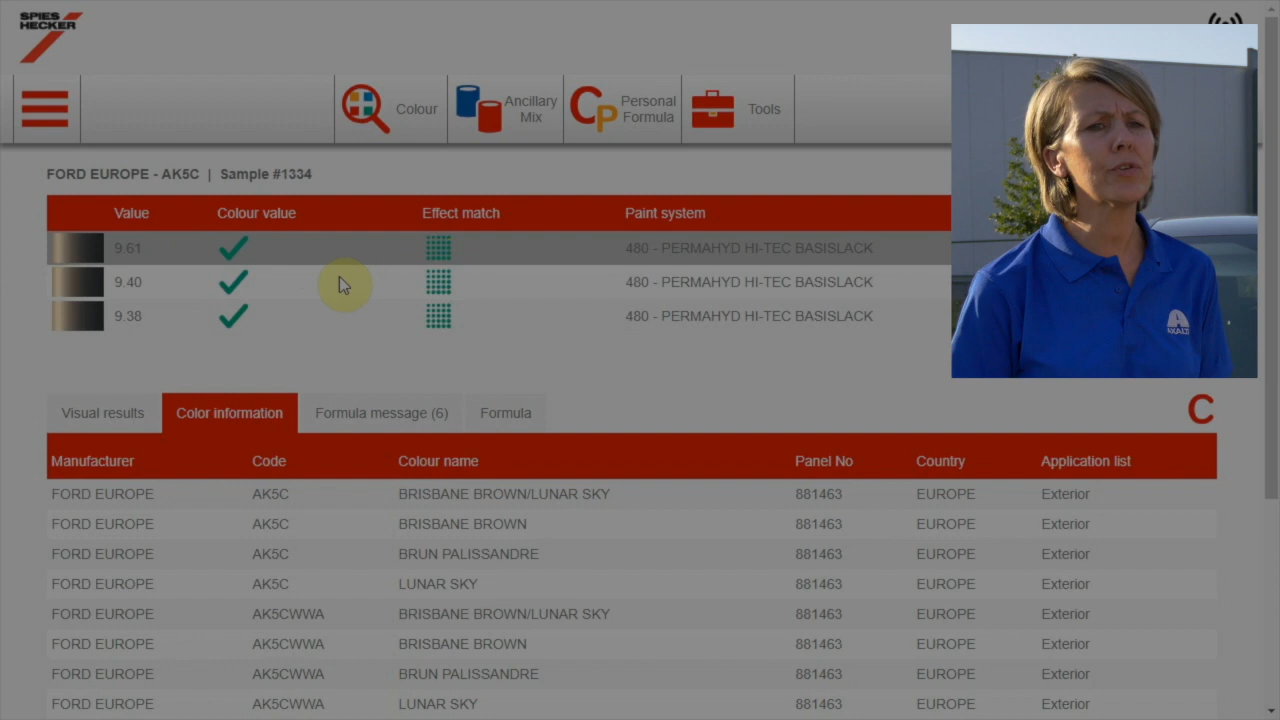 SPIES
HECKER
Colour
Ancillary
Mix
Personal
Formula
Tools
FORD EUROPE - AK5C | Sample #1334
Value Colour value Effect match Paint system
9.61 480 - PERMAHYD HI-TEC BASISLACK
9.40 480 - PERMAHYD HI-TEC BASISLACK
9.38 480 - PERMAHYD HI-TEC BASISLACK
AXALTA
Visual results Color information Formula message (6) Formula C
Manufacturer Code Colour name Panel No Country Application list
FORD EUROPE AK5C BRISBANE BROWN/LUNAR SKY 881463 EUROPE Exterior
FORD EUROPE AK5C BRISBANE BROWN 881463 EUROPE Exterior
FORD EUROPE AK5C BRUN PALISSANDRE 881463 EUROPE Exterior
FORD EUROPE AK5C LUNAR SKY 881463 EUROPE Exterior
FORD EUROPE AK5CWWA BRISBANE BROWN/LUNAR SKY 881463 EUROPE Exterior
FORD EUROPE AK5CWWA BRISBANE BROWN 881463 EUROPE Exterior
FORD EUROPE AK5CWWA BRUN PALISSANDRE 881463 EUROPE Exterior
FORD EUROPE AK5CWWA LUNAR SKY 881463 EUROPE Exterior